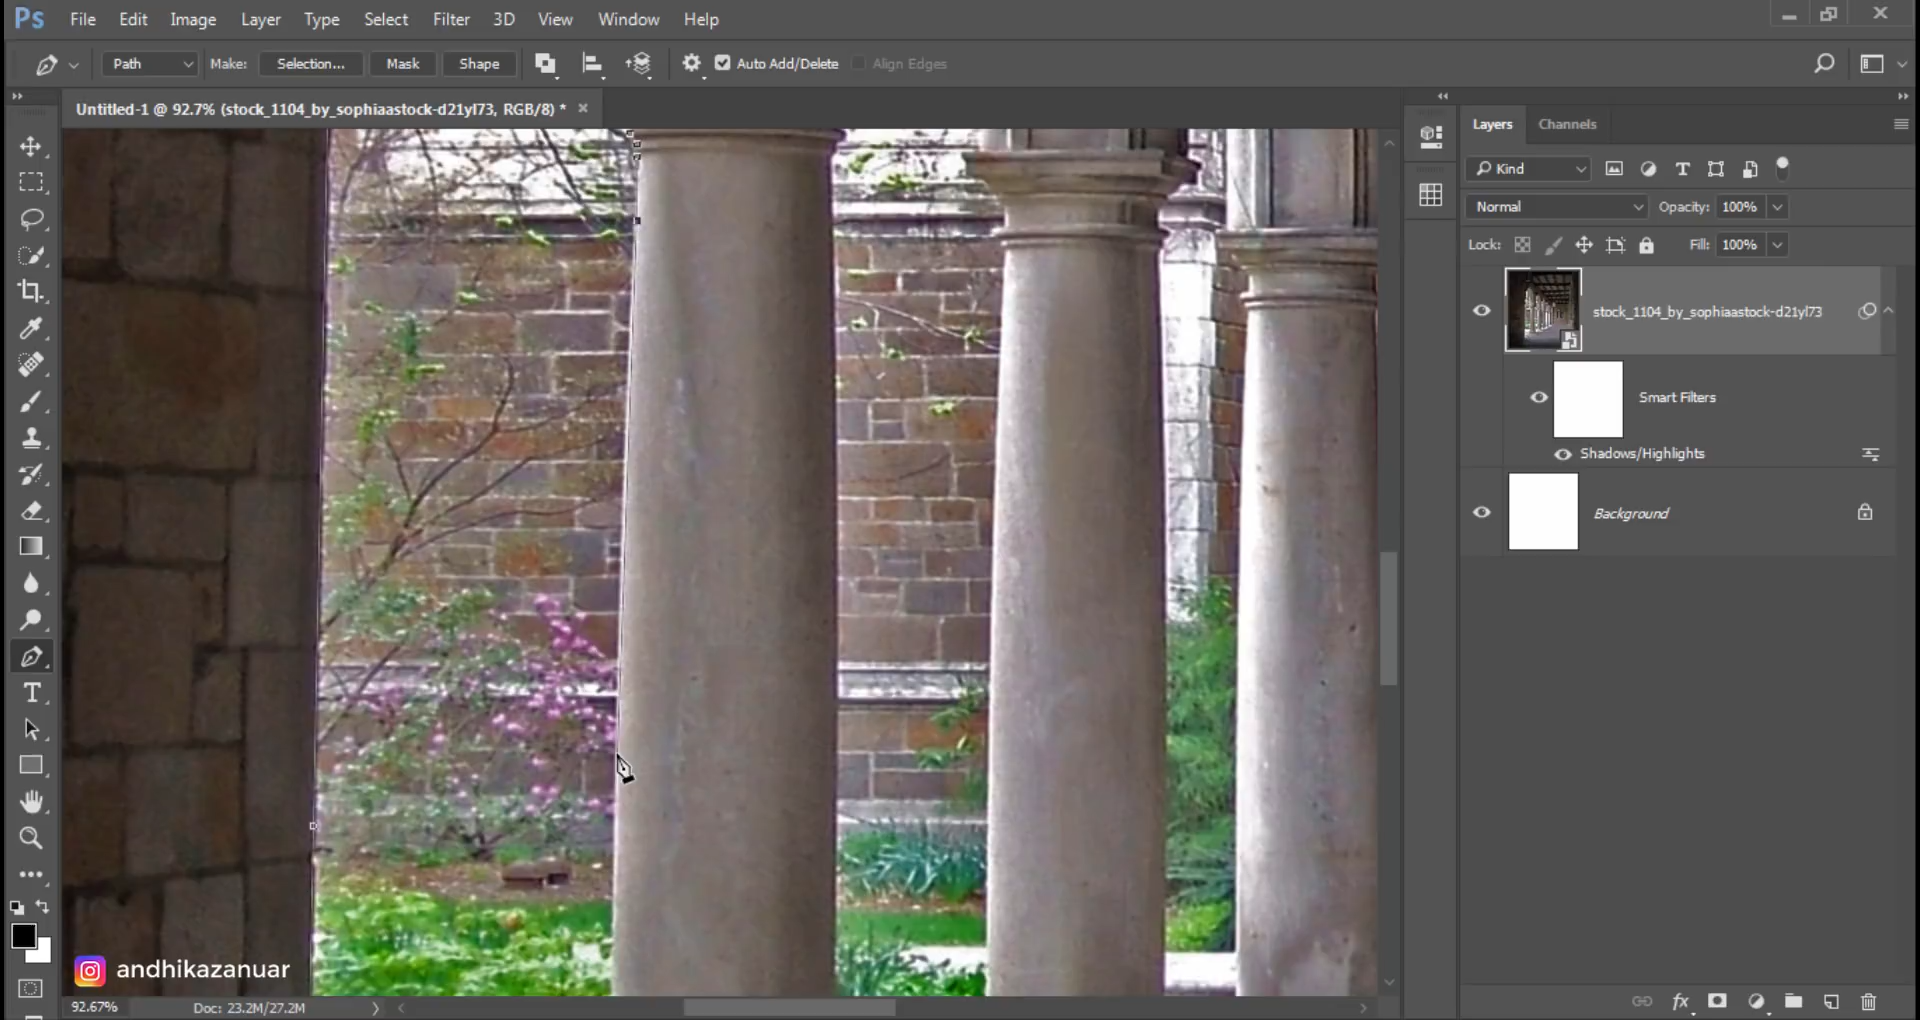 Ps File Edit Image Layer Type Select Filter 3D View Window Help
Path Make: Selection... Mask Shape Auto Add/Delete Align Edges
Untitled-1 @ 92.7% (stock_1104_by_sophiaastock-d21yl73, RGB/8) *
Layers Channels
Kind
Normal Opacity: 100%
Lock: Fill: 100%
stock_1104_by_sophiaastock-d21yl73
Smart Filters
Shadows/Highlights
Background
andhikazanuar
92.67% Doc: 23.2M/27.2M